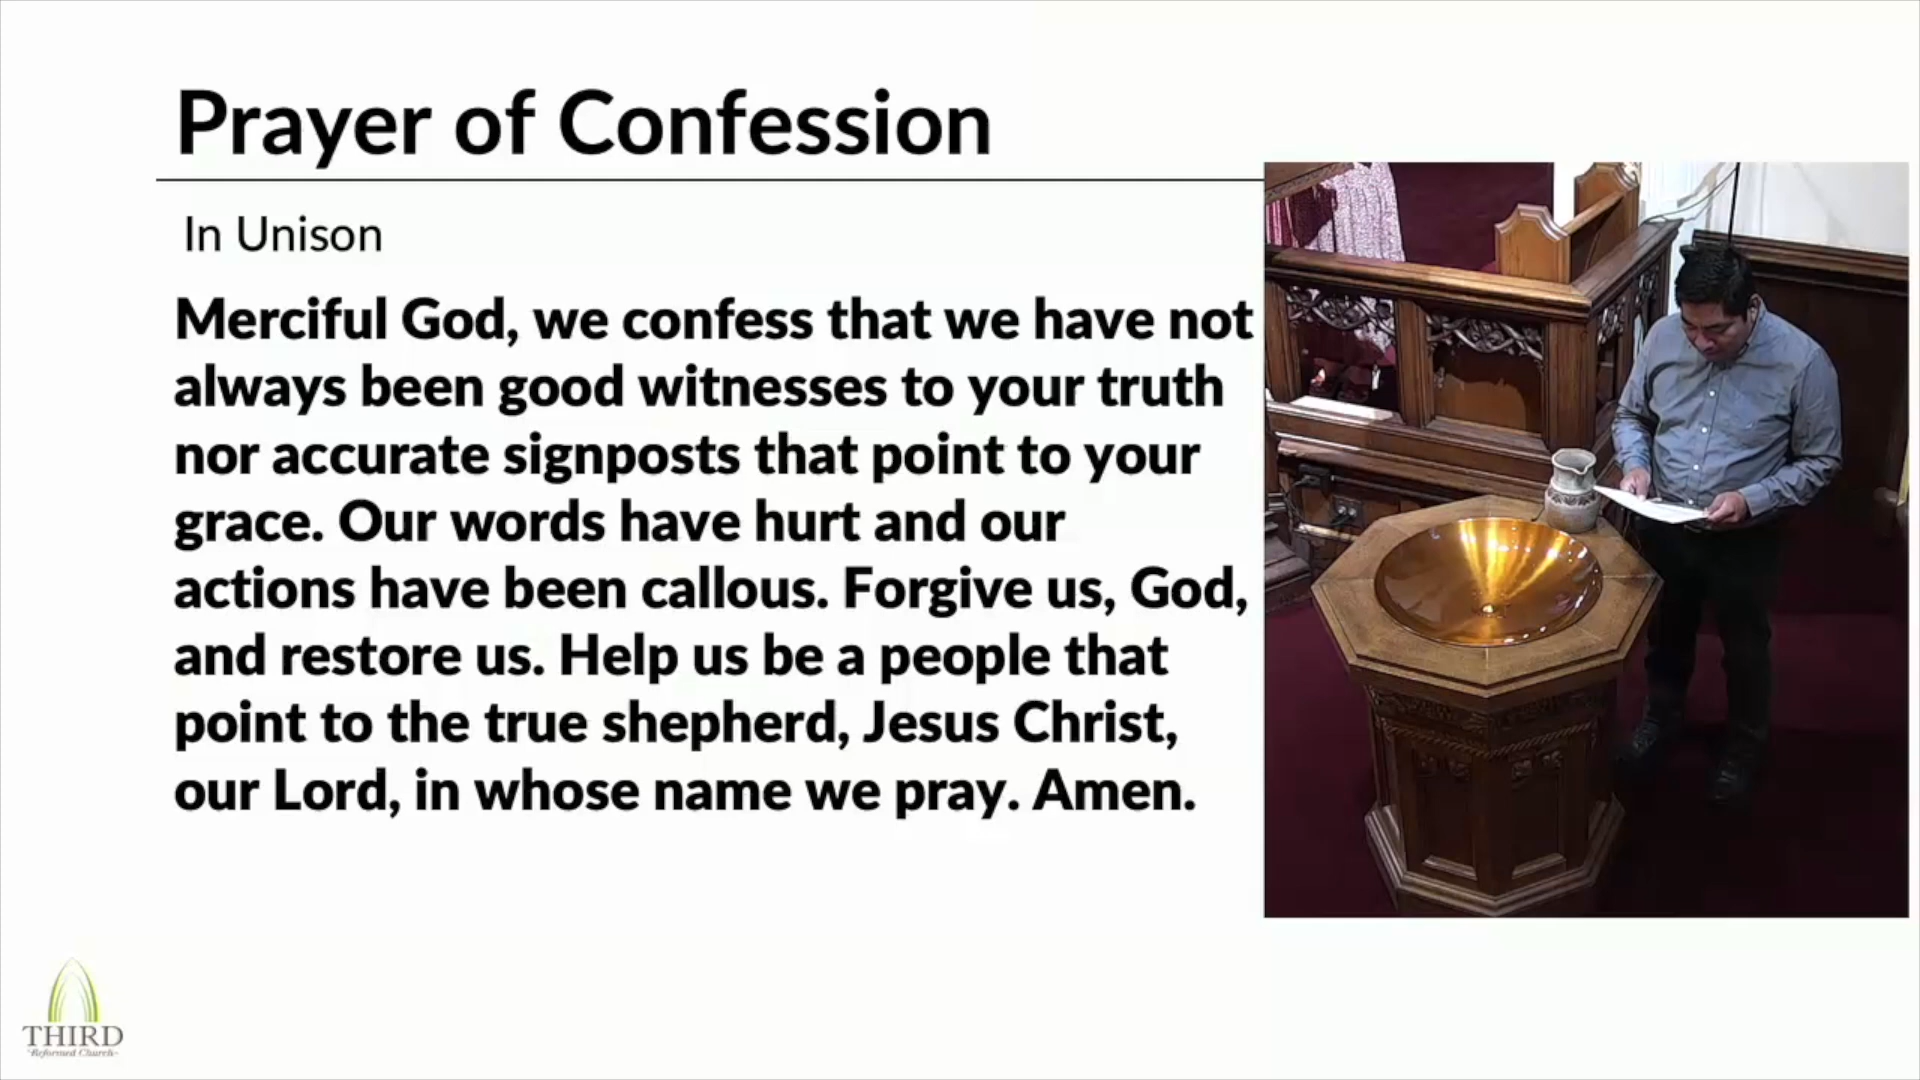 Prayer of Confession
In Unison
Merciful God, we confess that we have not
always been good witnesses to your truth
nor accurate signposts that point to your
grace. Our words have hurt and our
actions have been callous. Forgive us, God,
and restore us. Help us be a people that
point to the true shepherd, Jesus Christ,
our Lord, in whose name we pray. Amen.
THIRD
Reformed Church